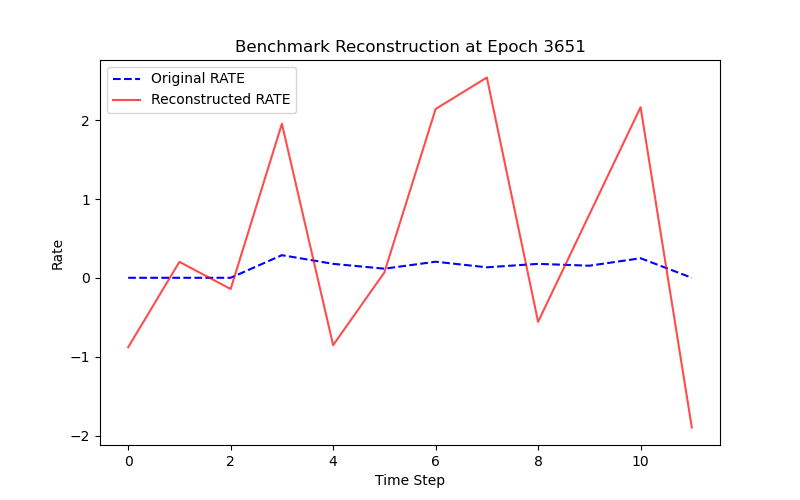 Benchmark Reconstruction at Epoch 3651
Original RATE
Reconstructed RATE
2
1
0
−1
−2
Rate
0 2 4 6 8 10
Time Step